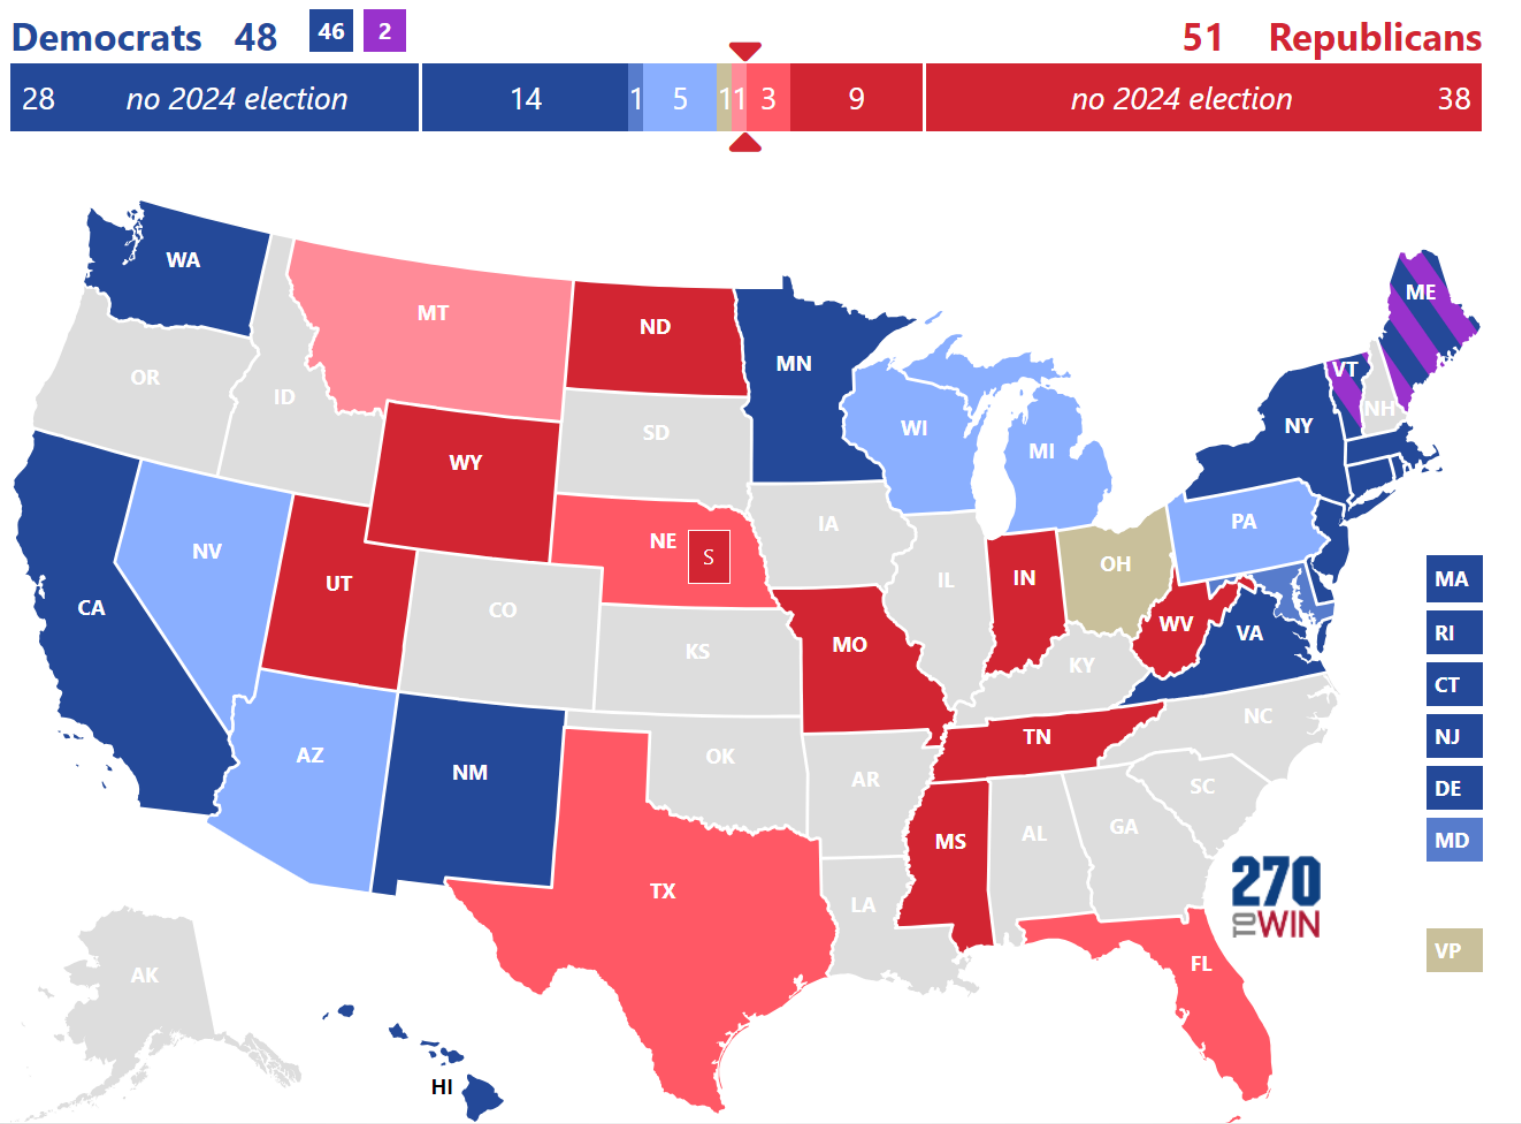 Democrats 48 46 2 51 Republicans
28 no 2024 election 14 1 5 1 1 3 9 no 2024 election 38
WA
MT
ND
MN
ME
OR
ID
SD
WI
MI
VT
NH
NY
WY
NV
UT
NE S
IA
IL
IN
OH
PA
CA
CO
KS
MO
KY
WV
VA
MA
RI
CT
NJ
DE
MD
VP
AZ
NM
OK
AR
TN
NC
SC
MS
AL
GA
TX
LA
FL
270
TO WIN
AK
HI